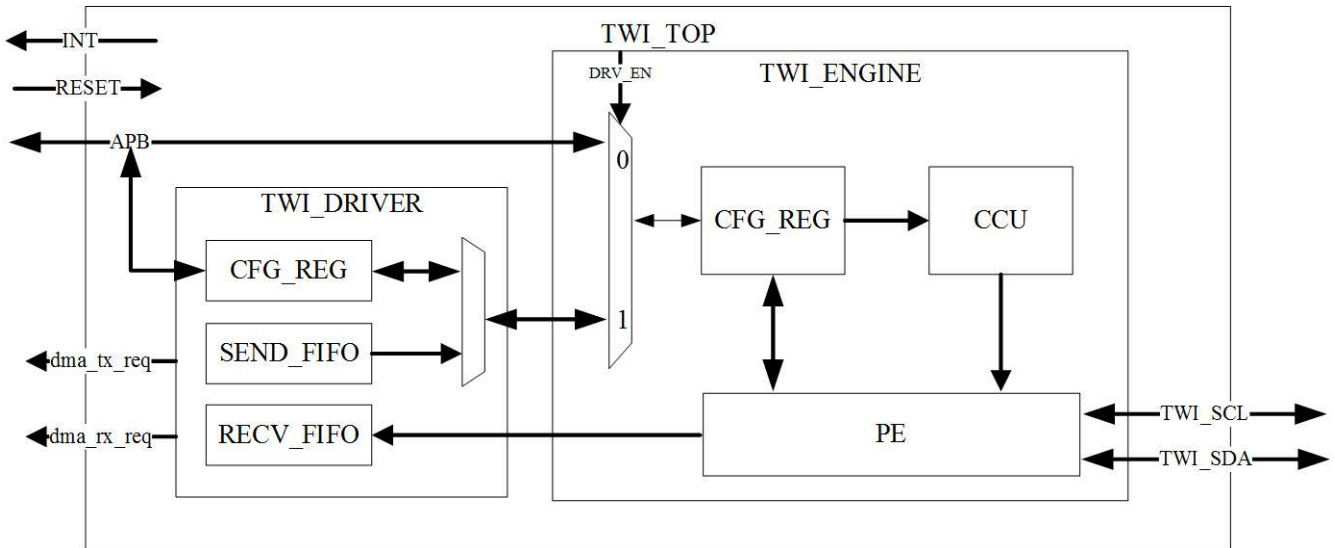 TWI_TOP
INT
DRV_EN
TWI_ENGINE
RESET
APB
0
TWI_DRIVER
CFG_REG
CCU
CFG_REG
1
SEND_FIFO
dma_tx_req
TWI_SCL
RECV_FIFO
PE
dma_rx_req
TWI_SDA